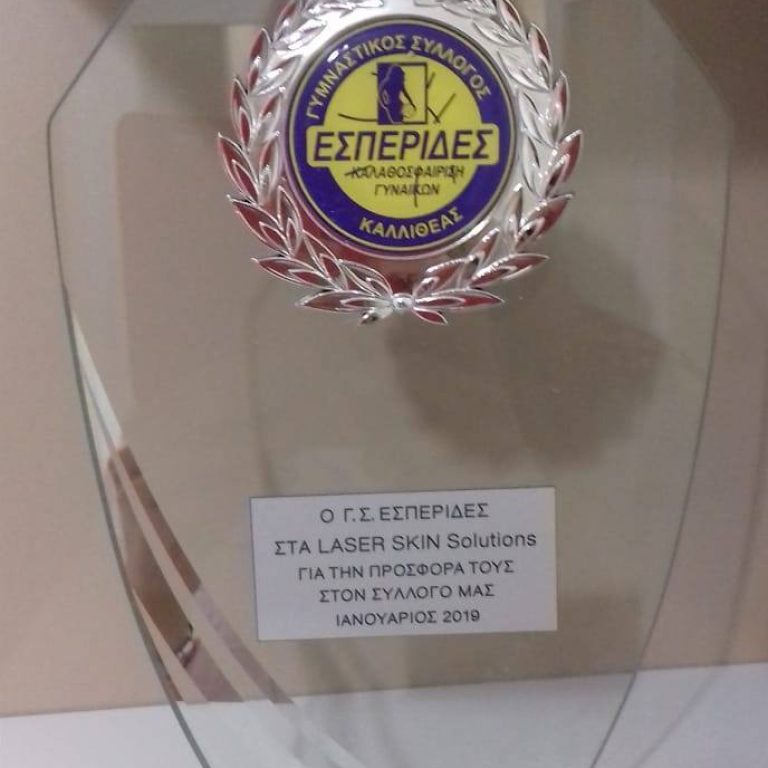 ΓΥΜΝΑΣΤΙΚΟΣ ΣΥΛΛΟΓΟΣ
ΕΣΠΕΡΙΔΕΣ
ΚΑΛΑΘΟΣΦΑΙΡΙΣΗ
ΓΥΝΑΙΚΩΝ
ΚΑΛΛΙΘΕΑΣ
Ο Γ.Σ. ΕΣΠΕΡΙΔΕΣ
ΣΤΑ LASER SKIN Solutions
ΓΙΑ ΤΗΝ ΠΡΟΣΦΟΡΑ ΤΟΥΣ
ΣΤΟΝ ΣΥΛΛΟΓΟ ΜΑΣ
ΙΑΝΟΥΑΡΙΟΣ 2019